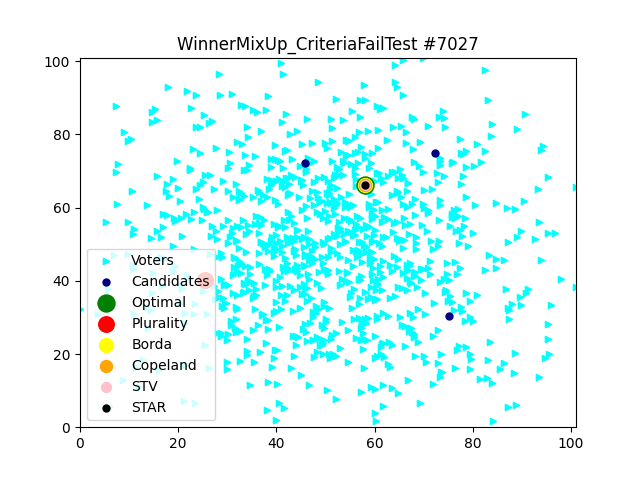 WinnerMixUp_CriteriaFailTest #7027
100
80
60
40
20
0
0 20 40 60 80 100
Voters
Candidates
Optimal
Plurality
Borda
Copeland
STV
STAR